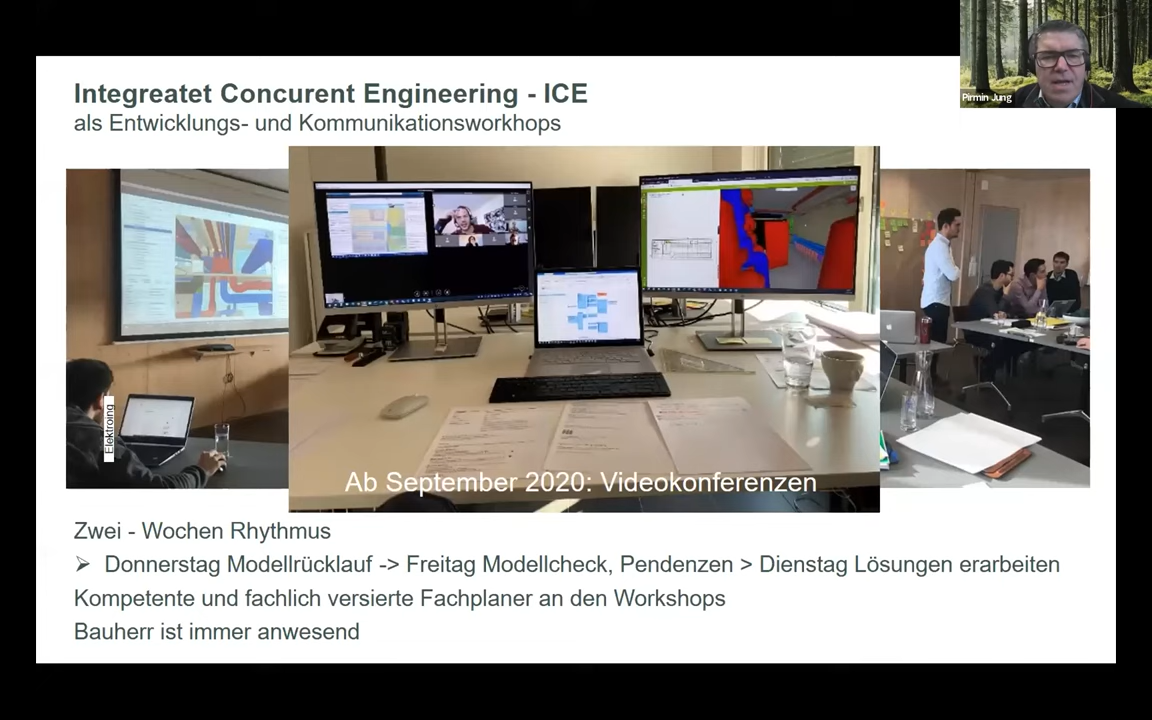 Integreatet Concurent Engineering - ICE
als Entwicklungs- und Kommunikationsworkhops
Pirmin Jung
Elektroing
Ab September 2020: Videokonferenzen
Zwei - Wochen Rhythmus
➢ Donnerstag Modellrücklauf -> Freitag Modellcheck, Pendenzen > Dienstag Lösungen erarbeiten
Kompetente und fachlich versierte Fachplaner an den Workshops
Bauherr ist immer anwesend